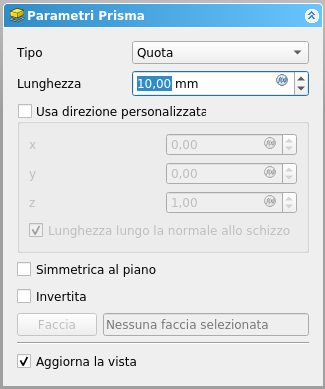 Parametri Prisma
Tipo Quota
Lunghezza 10,00 mm
Usa direzione personalizzata
x 0,00
y 0,00
z 1,00
Lunghezza lungo la normale allo schizzo
Simmetrica al piano
Invertita
Faccia Nessuna faccia selezionata
Aggiorna la vista